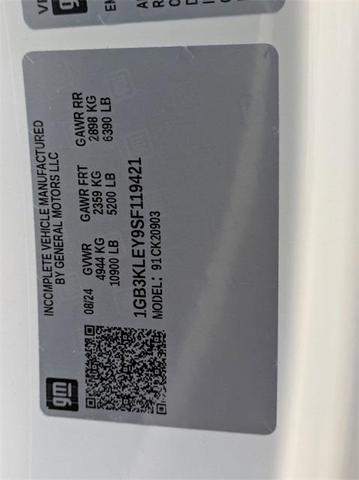 gm
INCOMPLETE VEHICLE MANUFACTURED
BY GENERAL MOTORS LLC
08/24 GVWR GAWR FRT GAWR RR
4944 KG 2359 KG 2898 KG
10900 LB 5200 LB 6390 LB
1GB3KLEY9SF119421
MODEL: 91CK20903